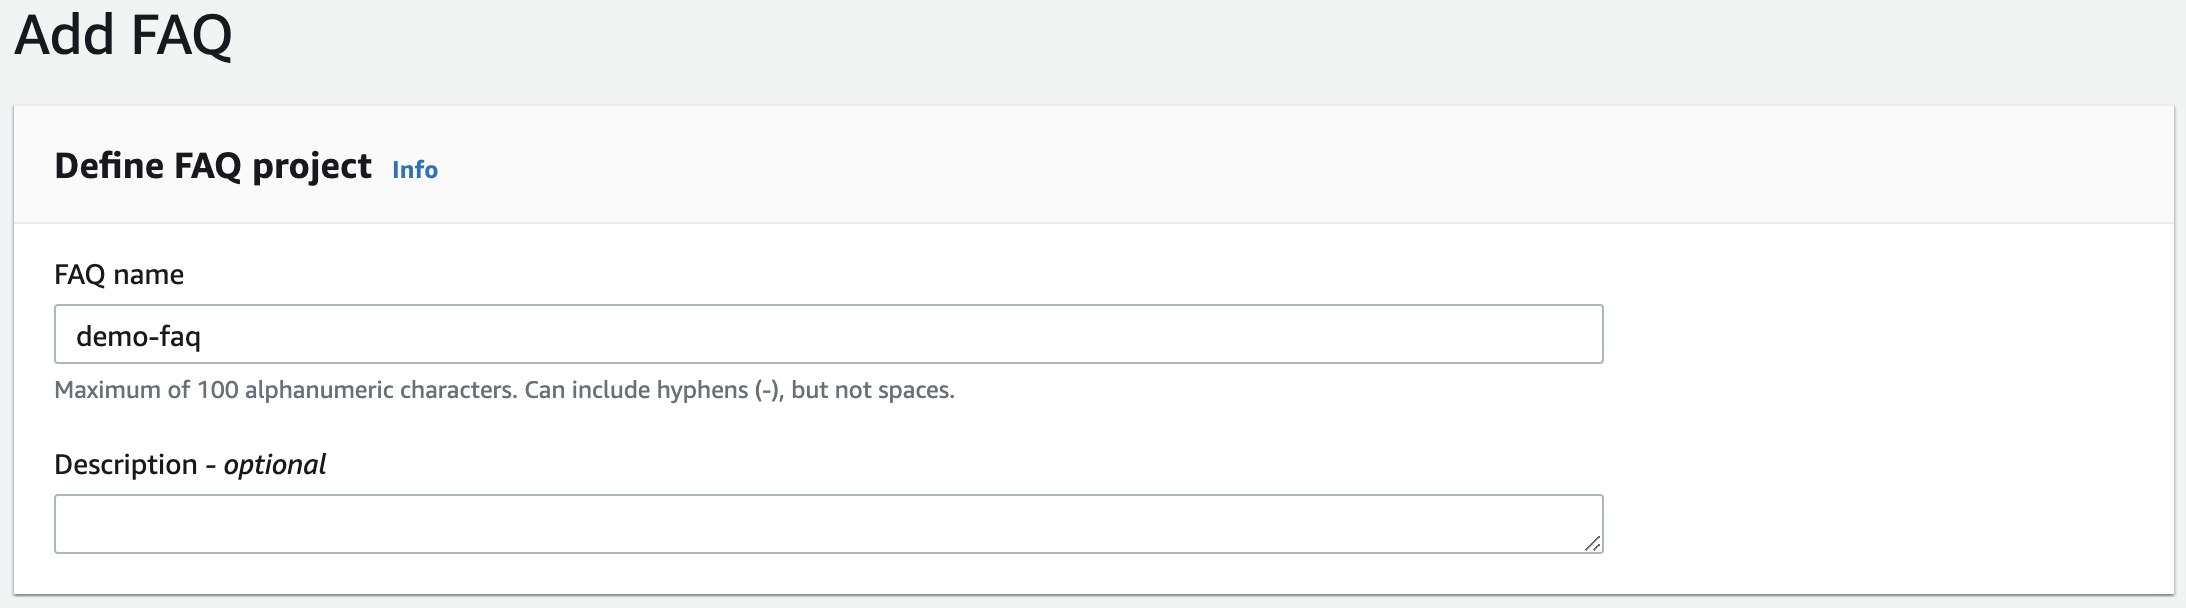 Add FAQ
Define FAQ project Info
FAQ name
demo-faq
Maximum of 100 alphanumeric characters. Can include hyphens (-), but not spaces.
Description - optional